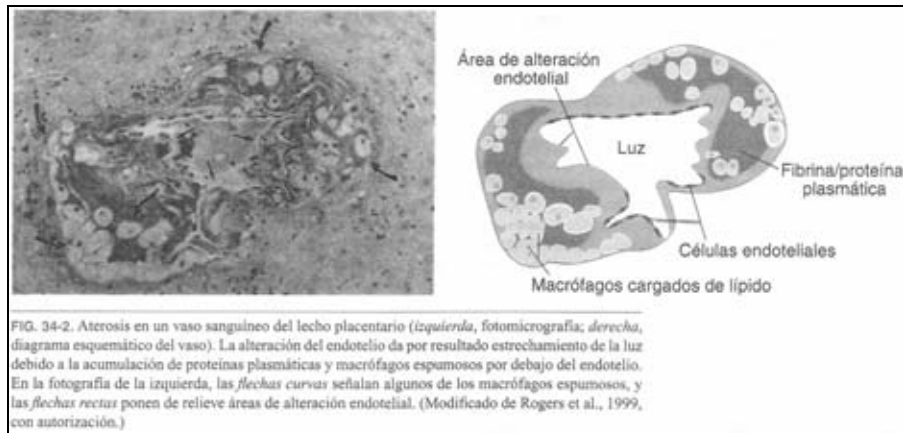 Área de alteración
endotelial
Luz
Fibrina/proteína
plasmática
Células endoteliales
Macrófagos cargados de lípido
FIG. 34-2. Aterosis en un vaso sanguíneo del lecho placentario (izquierda, fotomicrografía; derecha,
diagrama esquemático del vaso). La alteración del endotelio da por resultado estrechamiento de la luz
debido a la acumulación de proteínas plasmáticas y macrófagos espumosos por debajo del endotelio.
En la fotografía de la izquierda, las flechas curvas señalan algunos de los macrófagos espumosos, y
las flechas rectas ponen de relieve áreas de alteración endotelial. (Modificado de Rogers et al., 1999,
con autorización.)